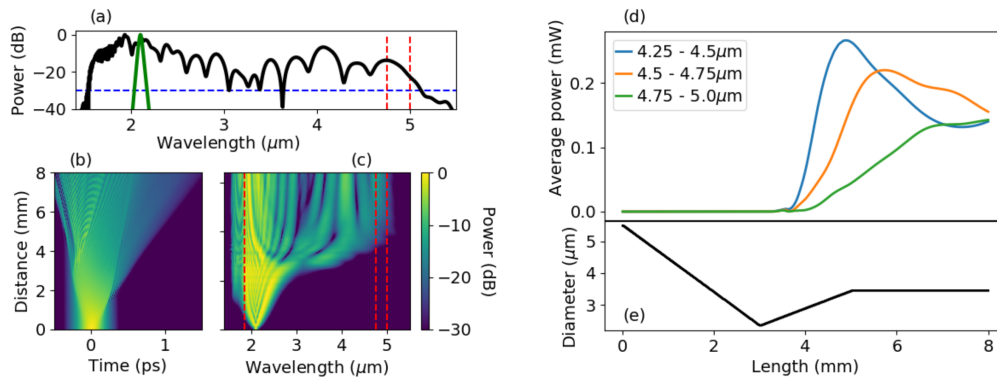 (a)
Power (dB)
0
−20
−40
2
3
4
5
Wavelength (μm)
(b)
(c)
Distance (mm)
8
6
4
2
0
0
1
Time (ps)
2
3
4
5
Wavelength (μm)
0
−10
−20
−30
Power (dB)
(d)
4.25 - 4.5μm
4.5 - 4.75μm
4.75 - 5.0μm
Average power (mW)
0.2
0.1
0.0
Diameter (μm)
5
4
3
(e)
0
2
4
6
8
Length (mm)